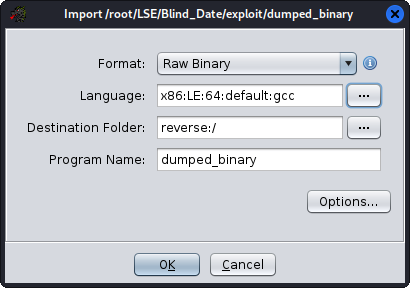 Import /root/LSE/Blind_Date/exploit/dumped_binary
Format: Raw Binary
Language: x86:LE:64:default:gcc ...
Destination Folder: reverse:/ ...
Program Name: dumped_binary
Options...
OK Cancel